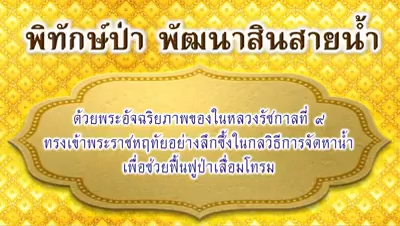 พิทักษ์ป่า พัฒนาสินสายน้ำ
ด้วยพระอัจฉริยภาพของในหลวงรัชกาลที่ ๙
ทรงเข้าพระราชหฤทัยอย่างลึกซึ้งในกลวิธีการจัดหาน้ำ
เพื่อช่วยฟื้นฟูป่าเสื่อมโทรม